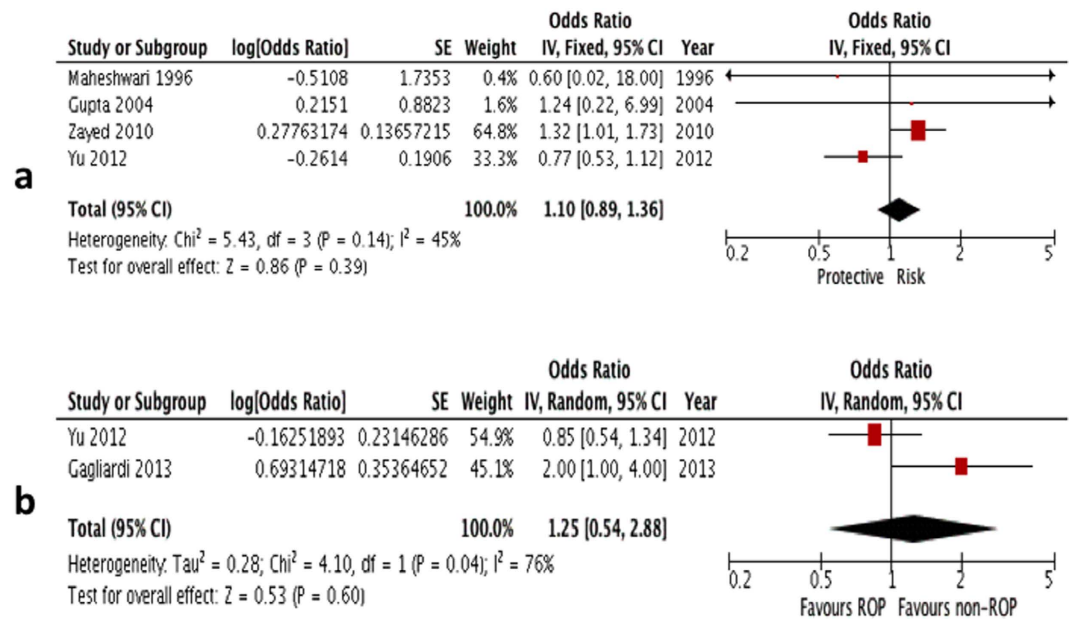 Odds Ratio Odds Ratio
Study or Subgroup log[Odds Ratio] SE Weight IV, Fixed, 95% CI Year IV, Fixed, 95% CI
Maheshwari 1996 -0.5108 1.7353 0.4% 0.60 [0.02, 18.00] 1996
Gupta 2004 0.2151 0.8823 1.6% 1.24 [0.22, 6.99] 2004
Zayed 2010 0.27763174 0.13657215 64.8% 1.32 [1.01, 1.73] 2010
Yu 2012 -0.2614 0.1906 33.3% 0.77 [0.53, 1.12] 2012
a
Total (95% CI) 100.0% 1.10 [0.89, 1.36]
Heterogeneity: Chi² = 5.43, df = 3 (P = 0.14); I² = 45%
Test for overall effect: Z = 0.86 (P = 0.39)
0.2 0.5 1 2 5
Protective Risk
Odds Ratio Odds Ratio
Study or Subgroup log[Odds Ratio] SE Weight IV, Random, 95% CI Year IV, Random, 95% CI
Yu 2012 -0.16251893 0.23146286 54.9% 0.85 [0.54, 1.34] 2012
Gagliardi 2013 0.69314718 0.35364652 45.1% 2.00 [1.00, 4.00] 2013
b
Total (95% CI) 100.0% 1.25 [0.54, 2.88]
Heterogeneity: Tau² = 0.28; Chi² = 4.10, df = 1 (P = 0.04); I² = 76%
Test for overall effect: Z = 0.53 (P = 0.60)
0.2 0.5 1 2 5
Favours ROP Favours non-ROP